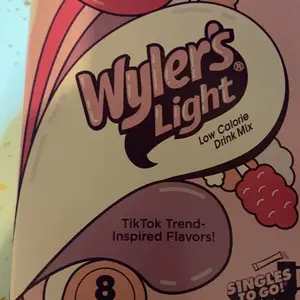 Wyler's®
Light
Low Calorie
Drink Mix
TikTok Trend-
Inspired Flavors!
8
SINGLES
TO GO!